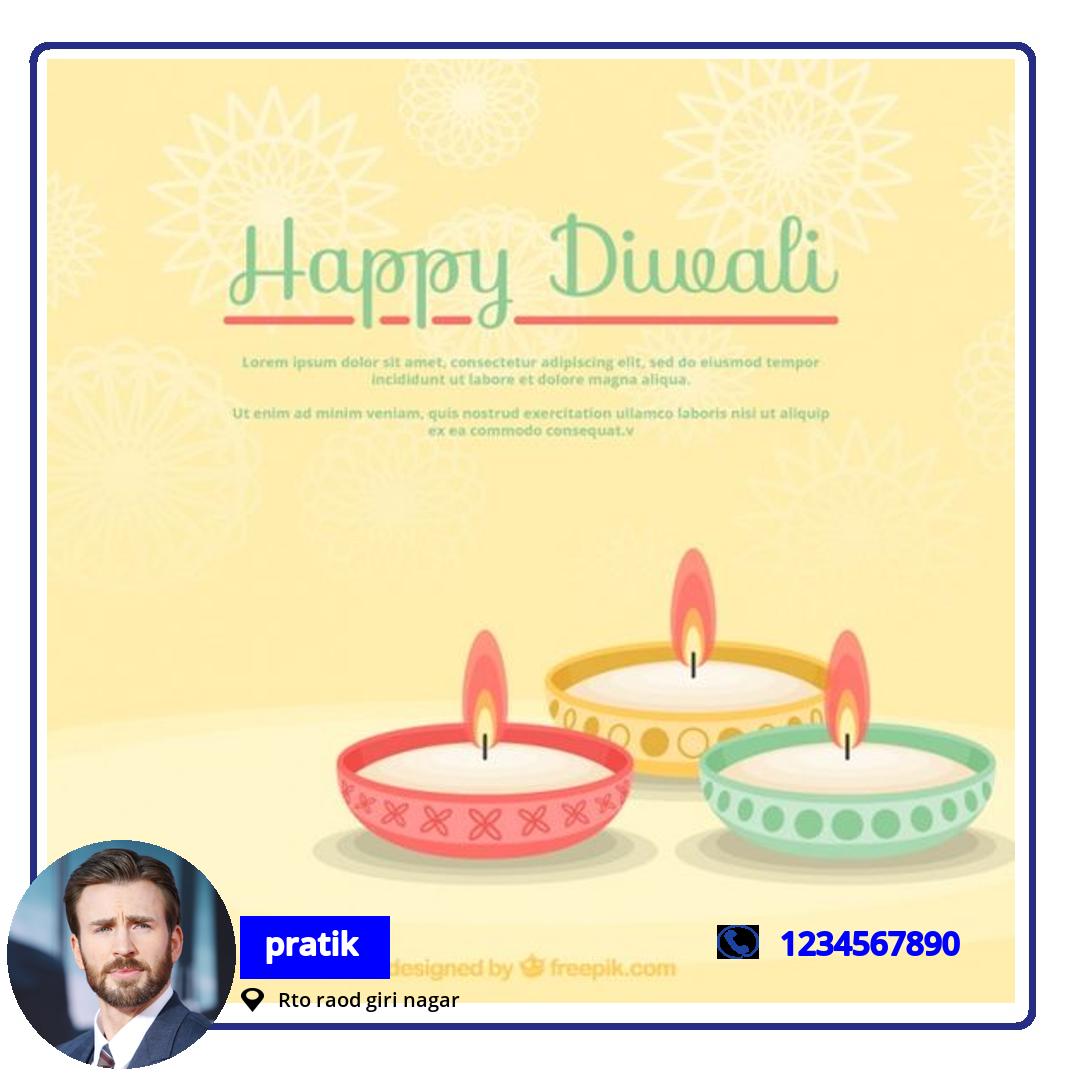 Happy Diwali
Lorem ipsum dolor sit amet, consectetur adipiscing elit, sed do eiusmod tempor
incididunt ut labore et dolore magna aliqua.
Ut enim ad minim veniam, quis nostrud exercitation ullamco laboris nisi ut aliquip
ex ea commodo consequat.v
pratik
1234567890
designed by freepik.com
Rto raod giri nagar